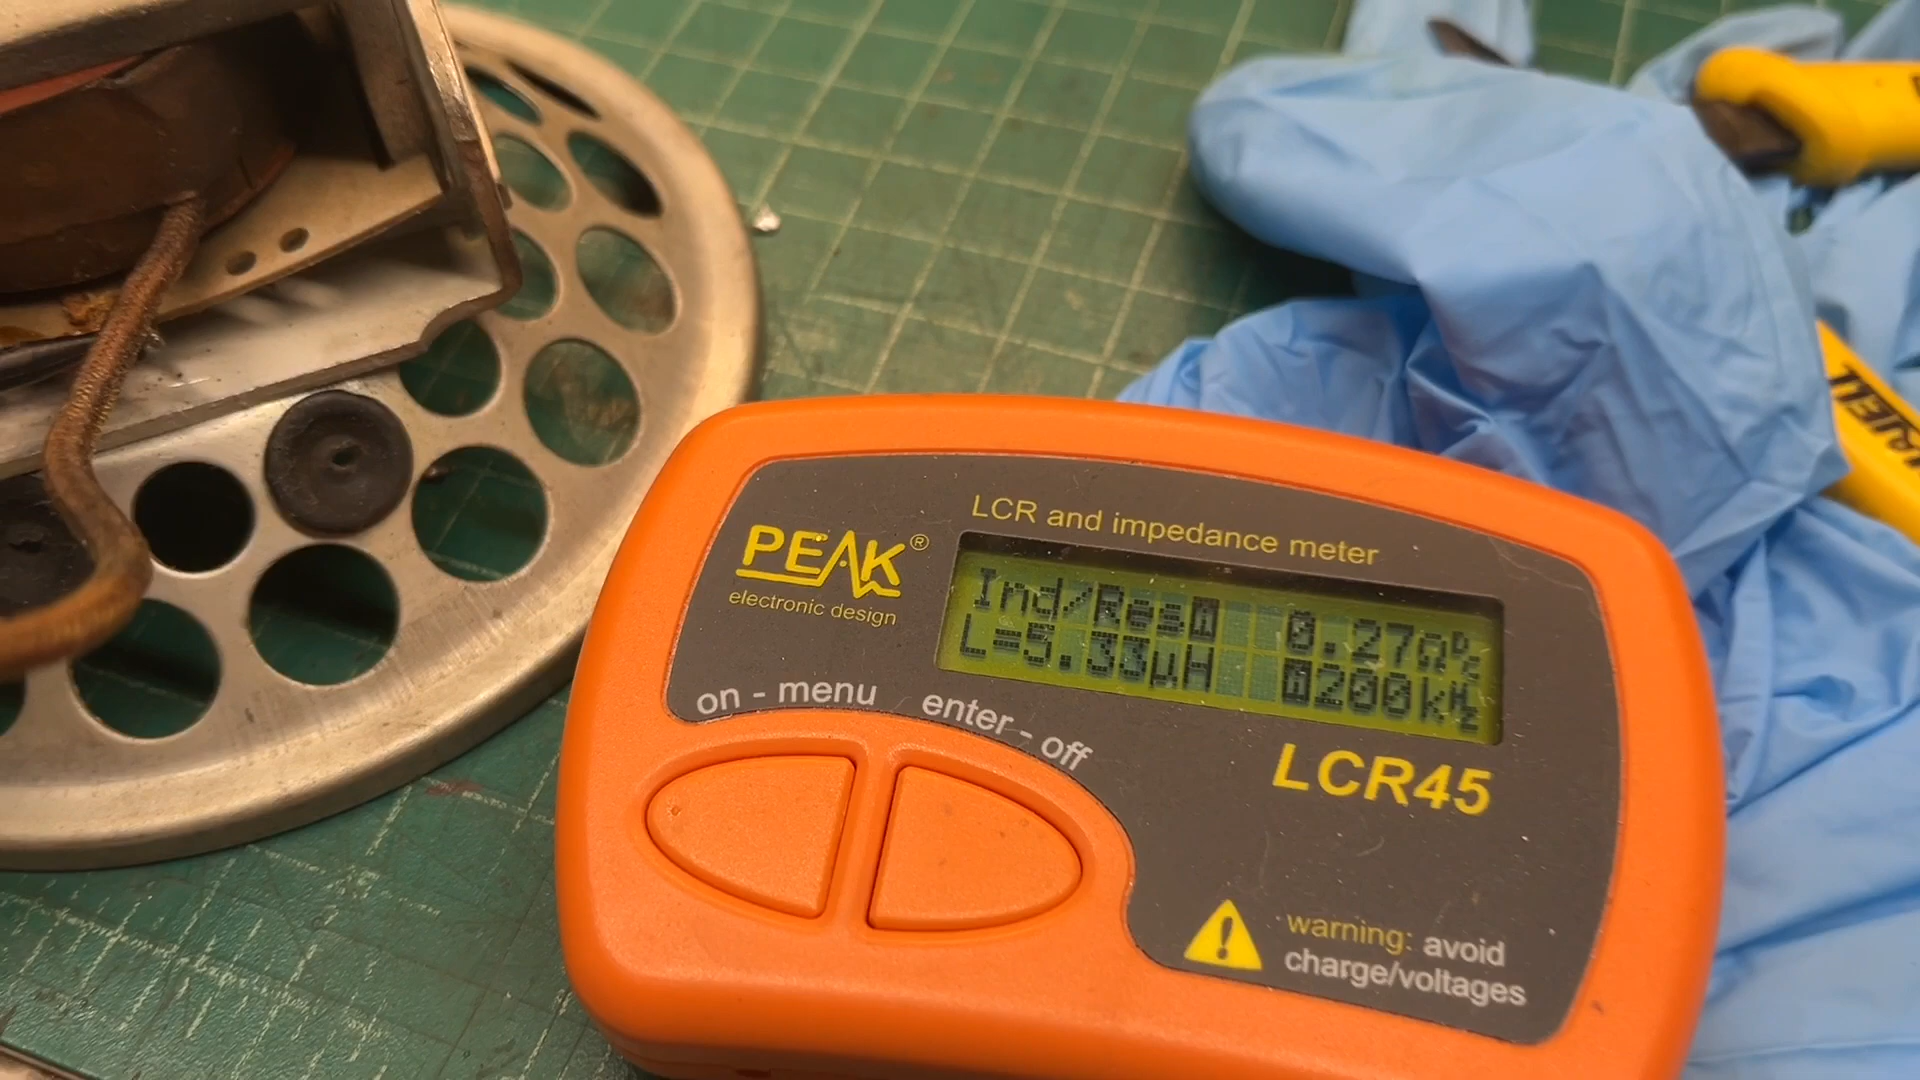 LCR and impedance meter
PEAK®
electronic design
Ind/Res 0.27Ω
L=5.33µH 200kHz
on - menu
enter - off
LCR45
warning: avoid
charge/voltages